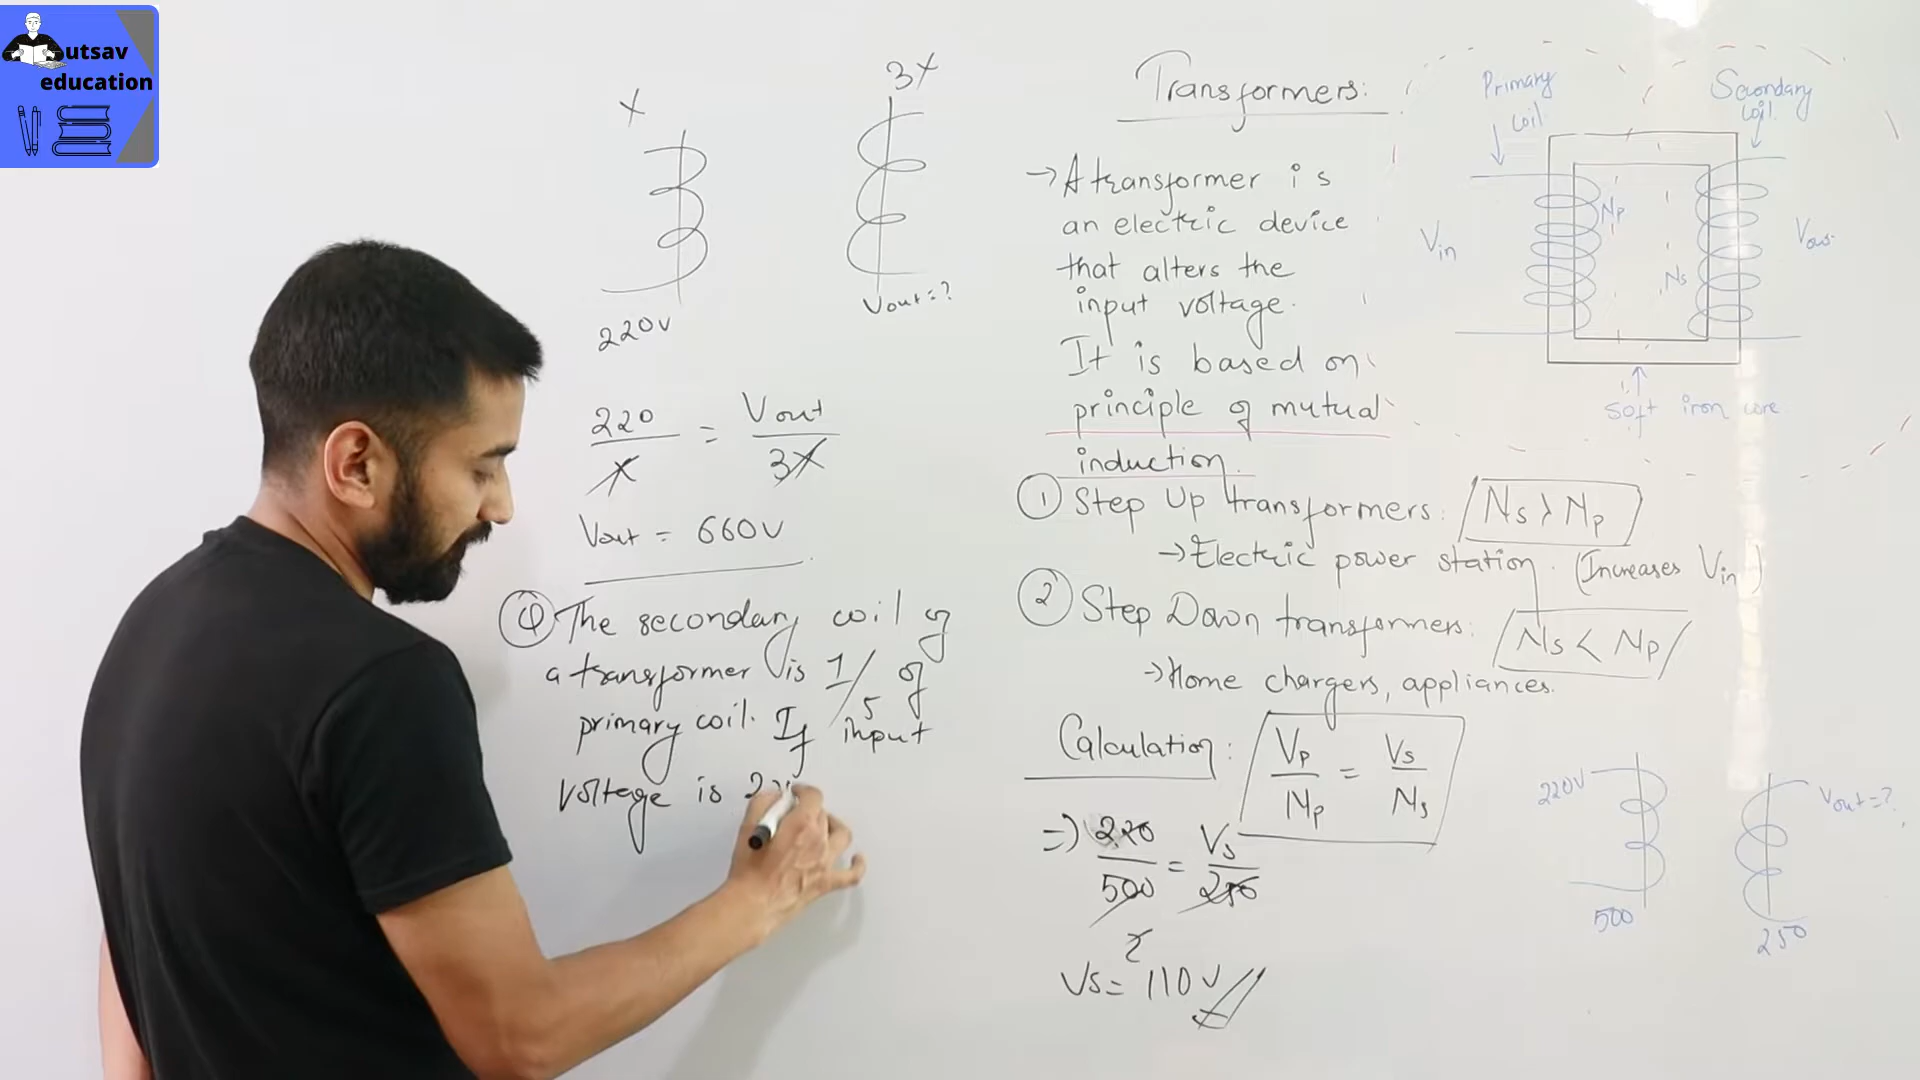 utsav
education
X
3X
220V
Vout=?
220/X = Vout/3X
Vout = 660V
Q The secondary coil of
a transformer is 1/5 of
primary coil. If input
voltage is
Transformers:
→ A transformer is
an electric device
that alters the
input voltage.
It is based on
principle of mutual
induction.
① Step Up transformers: Ns > Np
→ Electric power station. (Increases Vin)
② Step Down transformers: Ns < Np
→ Home chargers, appliances.
Calculation: Vp/Np = Vs/Ns
=> 220/500 = Vs/250
2
Vs = 110V
Primary
coil
Secondary
coil.
Vin
Np
Ns
Soft iron core
220V
Vout=?
500
250